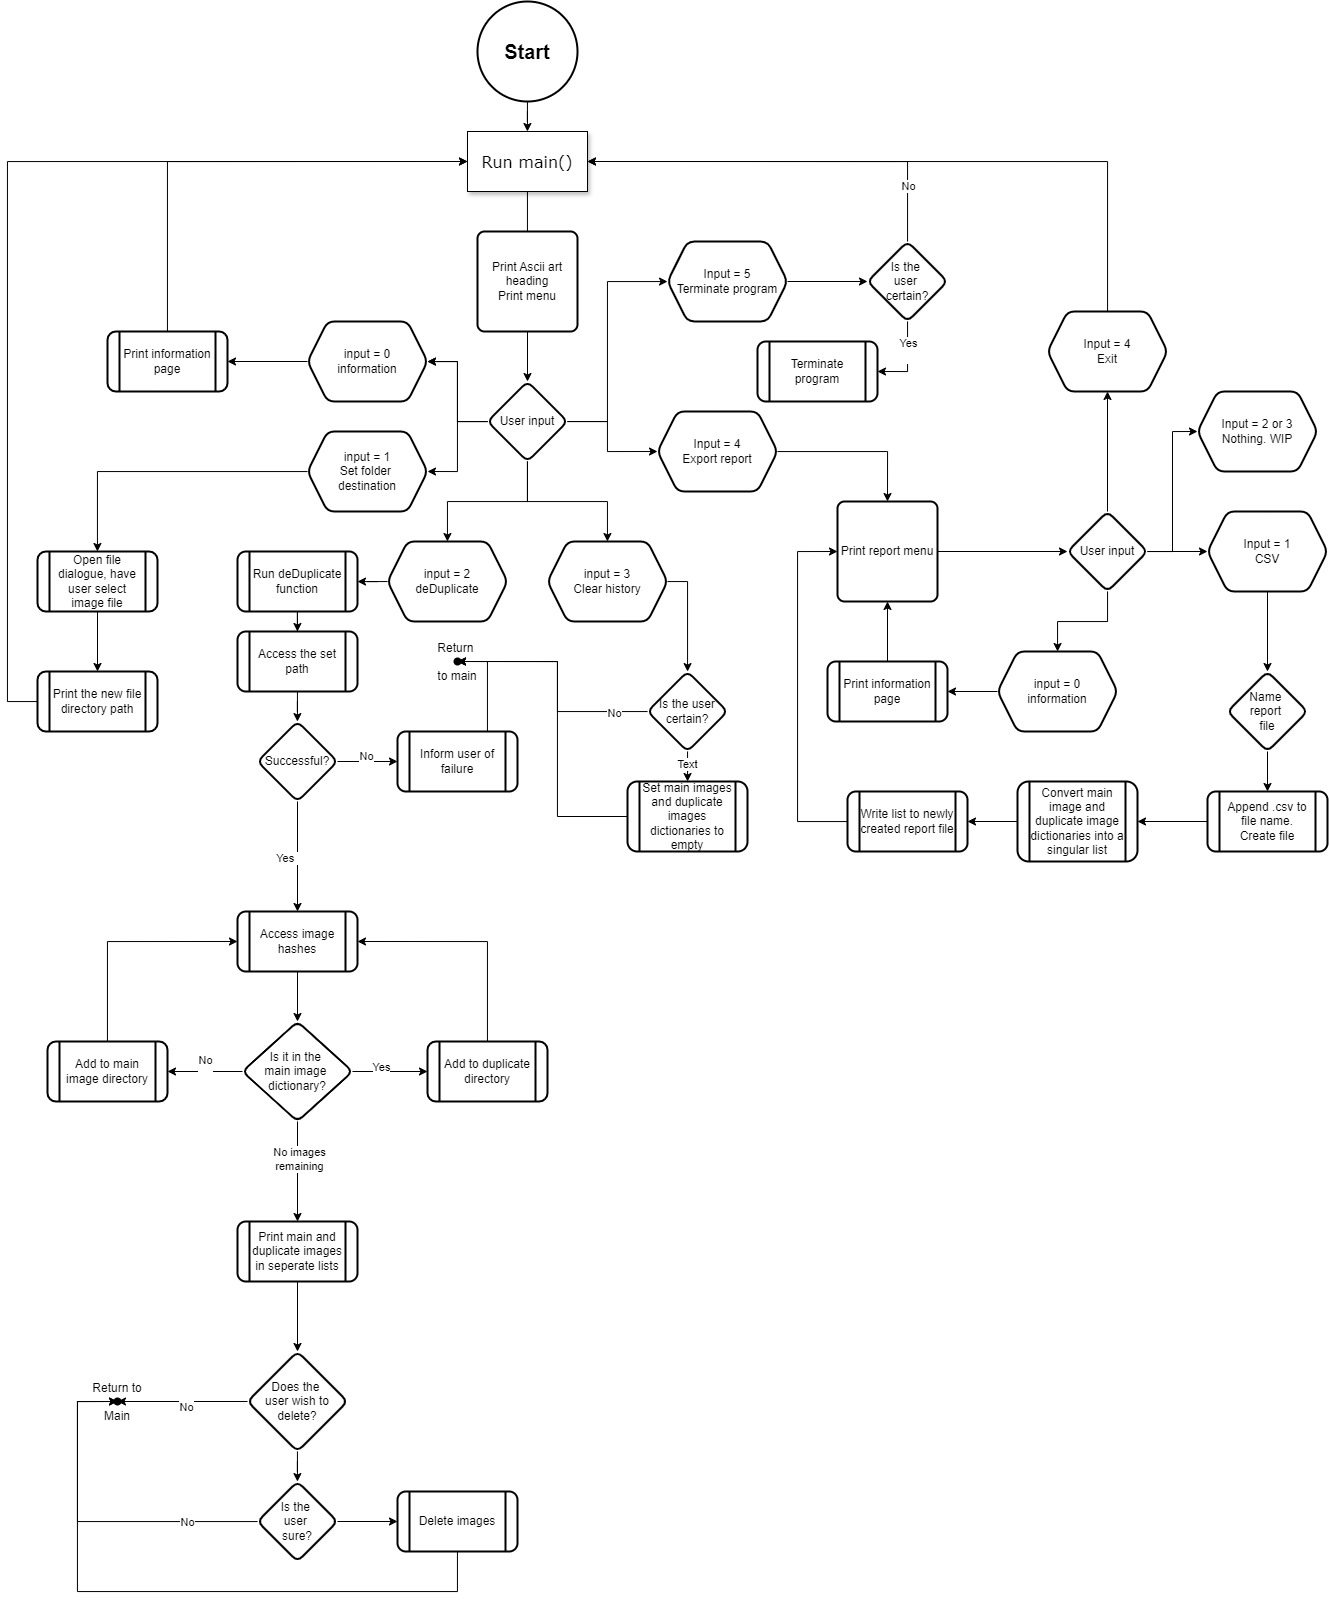 Start
Run main()
No
Print Ascii art
heading
Print menu
Input = 5
Terminate program
Is the
user
certain?
Yes
Terminate
program
Print information
page
input = 0
information
User input
Input = 4
Exit
Input = 4
Export report
Input = 2 or 3
Nothing. WIP
input = 1
Set folder
destination
Print report menu
User input
Input = 1
CSV
Open file
dialogue, have
user select
image file
Run deDuplicate
function
input = 2
deDuplicate
input = 3
Clear history
Access the set
path
Return
to main
Print the new file
directory path
No
Is the user
certain?
Print information
page
input = 0
information
Name
report
file
Successful?
No
Inform user of
failure
Text
Set main images
and duplicate
images
dictionaries to
empty
Write list to newly
created report file
Convert main
image and
duplicate image
dictionaries into a
singular list
Append .csv to
file name.
Create file
Yes
Access image
hashes
Add to main
image directory
No
Is it in the
main image
dictionary?
Yes
Add to duplicate
directory
No images
remaining
Print main and
duplicate images
in seperate lists
Return to
Main
No
Does the
user wish to
delete?
No
Is the
user
sure?
Delete images